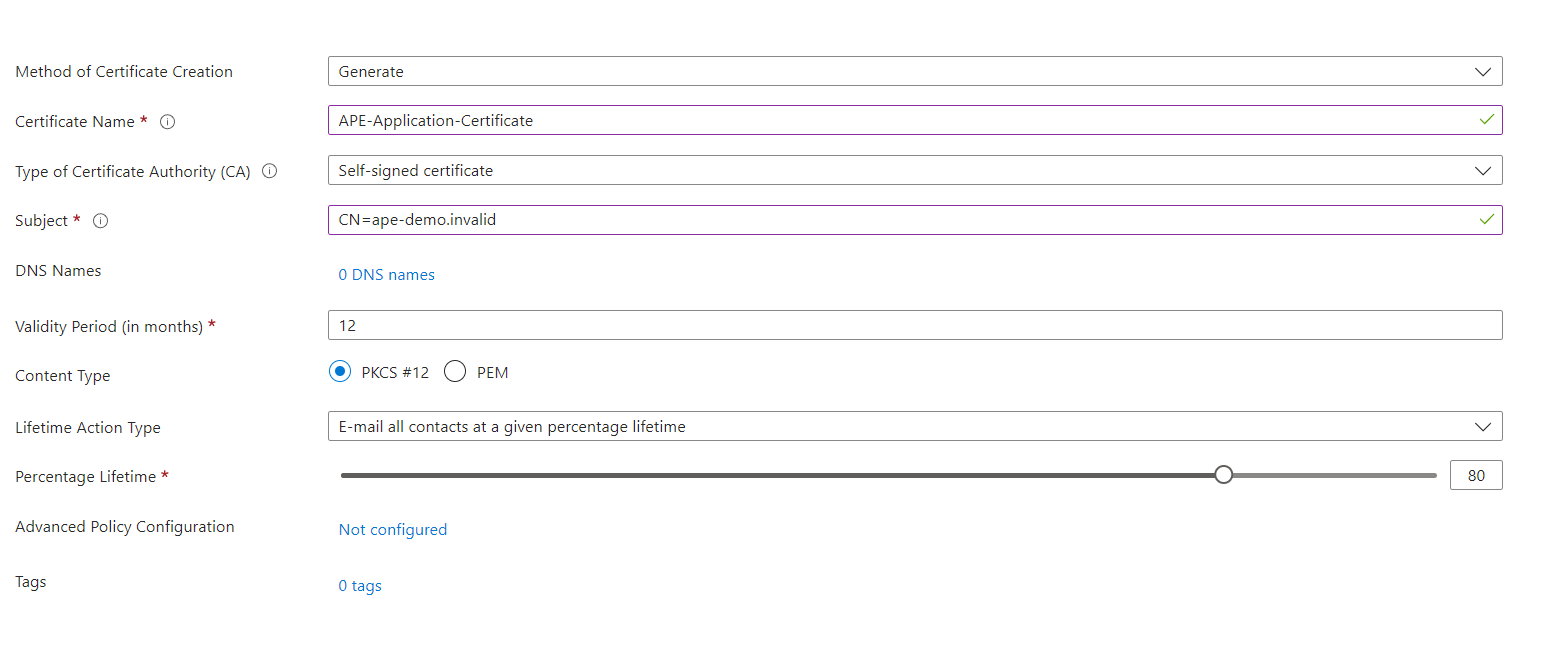 Method of Certificate Creation Generate
Certificate Name * APE-Application-Certificate
Type of Certificate Authority (CA) Self-signed certificate
Subject * CN=ape-demo.invalid
DNS Names 0 DNS names
Validity Period (in months) * 12
Content Type PKCS #12 PEM
Lifetime Action Type E-mail all contacts at a given percentage lifetime
Percentage Lifetime * 80
Advanced Policy Configuration Not configured
Tags 0 tags